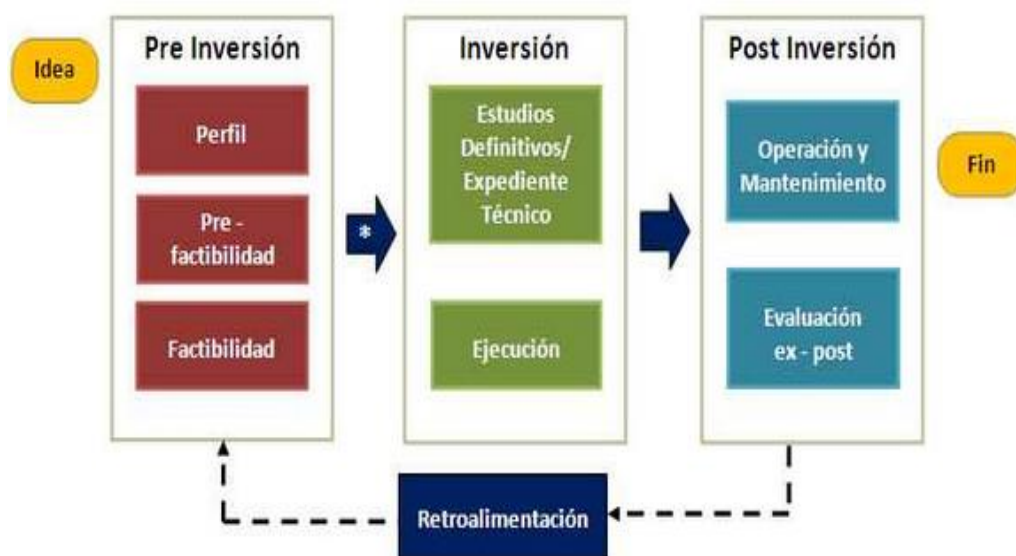 Idea
Pre Inversión
Perfil
Pre -
factibilidad
Factibilidad
*
Inversión
Estudios
Definitivos/
Expediente
Técnico
Ejecución
Post Inversión
Operación y
Mantenimiento
Evaluación
ex - post
Fin
Retroalimentación